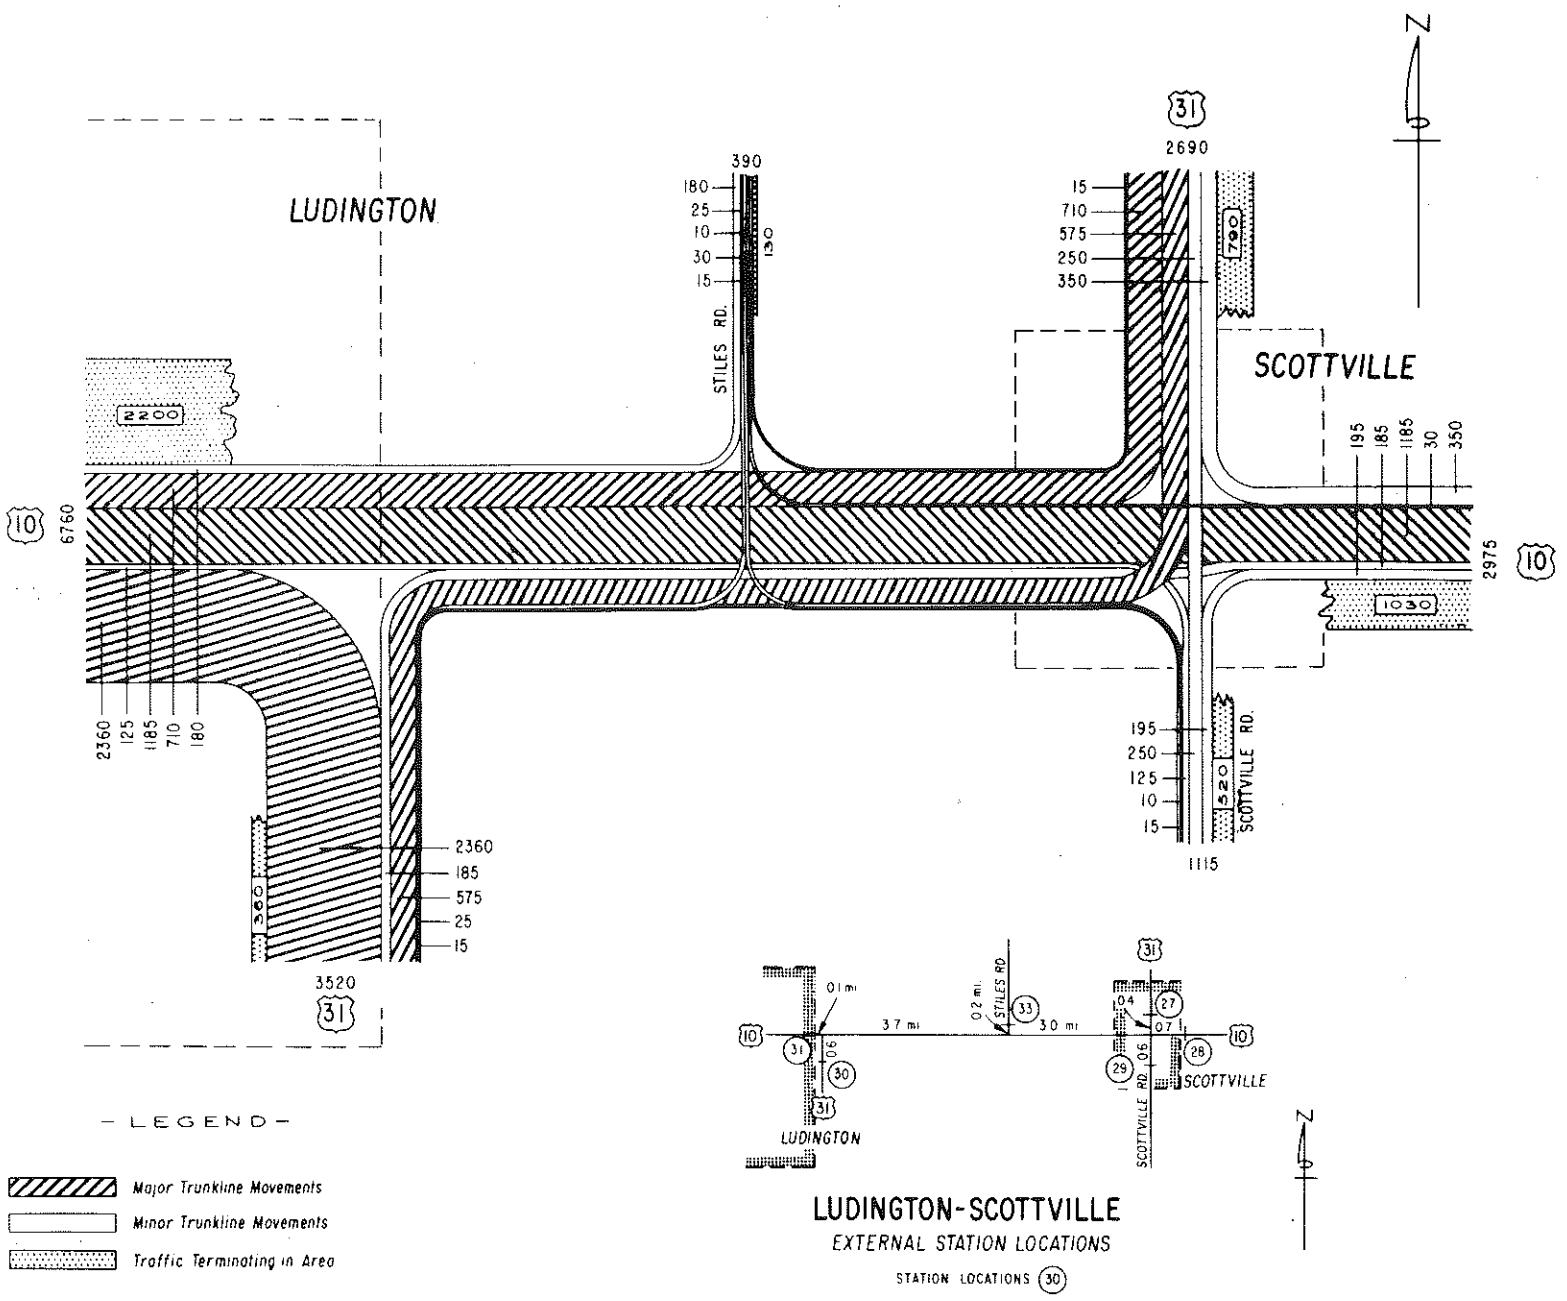 N
31
2690
LUDINGTON
390
180
25
10
30
15
130
STILES RD.
15
710
575
250
350
790
SCOTTVILLE
2200
195
185
1185
30
350
10
6760
2975
10
1030
2360
125
1185
710
180
195
250
125
10
15
520
SCOTTVILLE RD.
1115
360
2360
185
575
25
15
3520
31
- LEGEND -
Major Trunkline Movements
Minor Trunkline Movements
Traffic Terminating in Area
31
0.1 mi
0.2 mi.
STILES RD
33
04
27
10
3.7 mi
3.0 mi
0.7
10
31
0.6
30
29
0.6
28
SCOTTVILLE
31
LUDINGTON
SCOTTVILLE RD.
N
LUDINGTON-SCOTTVILLE
EXTERNAL STATION LOCATIONS
STATION LOCATIONS 30